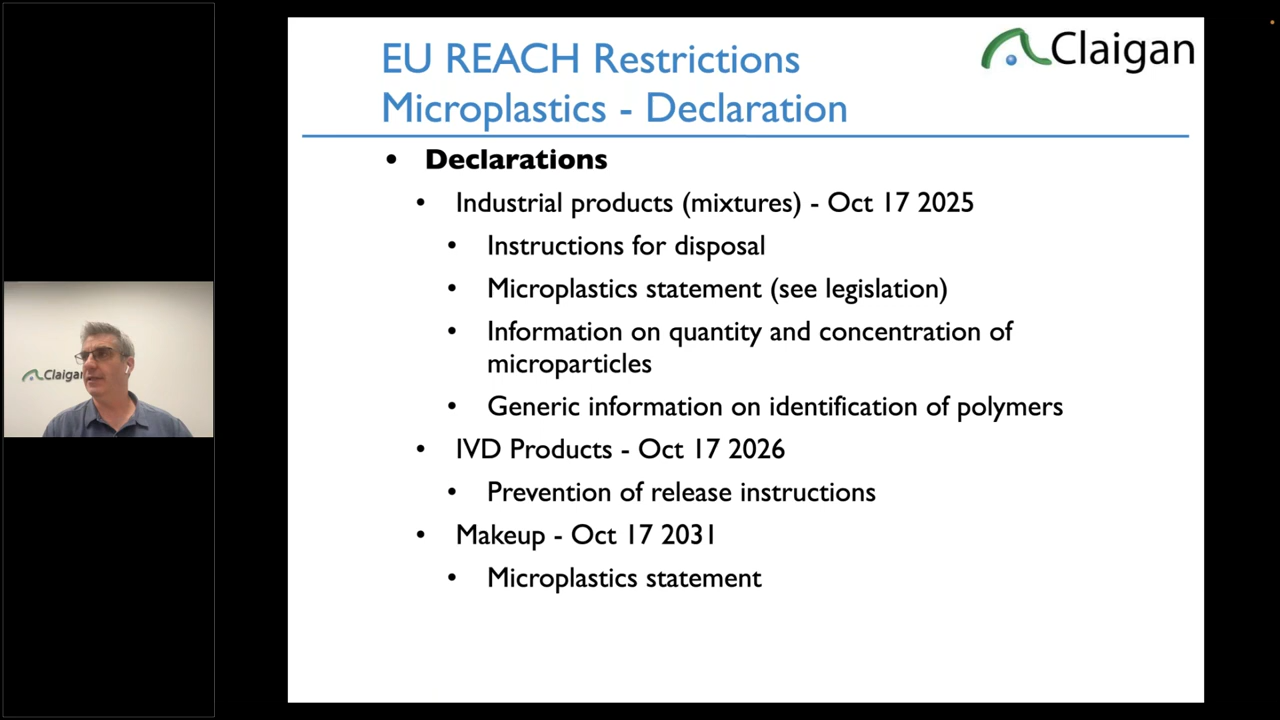 EU REACH Restrictions
Microplastics - Declaration
Claigan
• Declarations
• Industrial products (mixtures) - Oct 17 2025
• Instructions for disposal
• Microplastics statement (see legislation)
• Information on quantity and concentration of
microparticles
• Generic information on identification of polymers
• IVD Products - Oct 17 2026
• Prevention of release instructions
• Makeup - Oct 17 2031
• Microplastics statement
Claigan